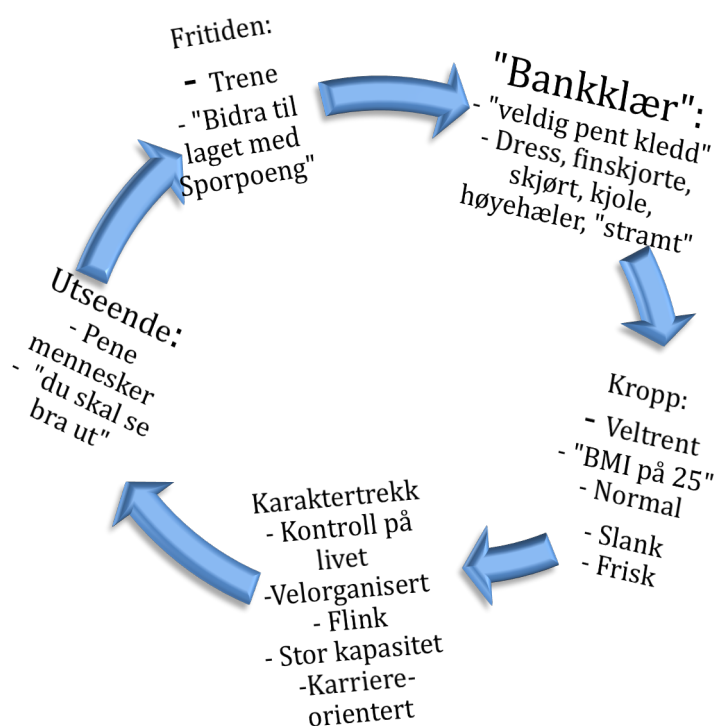 Fritiden:
- Trene
- "Bidra til
laget med
Sporpoeng"
"Bankklær":
- "veldig pent kledd"
- Dress, finskjorte,
skjørt, kjole,
høyehæler, "stramt"
Kropp:
- Veltrent
- "BMI på 25"
- Normal
- Slank
- Frisk
Karaktertrekk
- Kontroll på
livet
-Velorganisert
- Flink
- Stor kapasitet
-Karriere-
orientert
Utseende:
- Pene
mennesker
- "du skal se
bra ut"